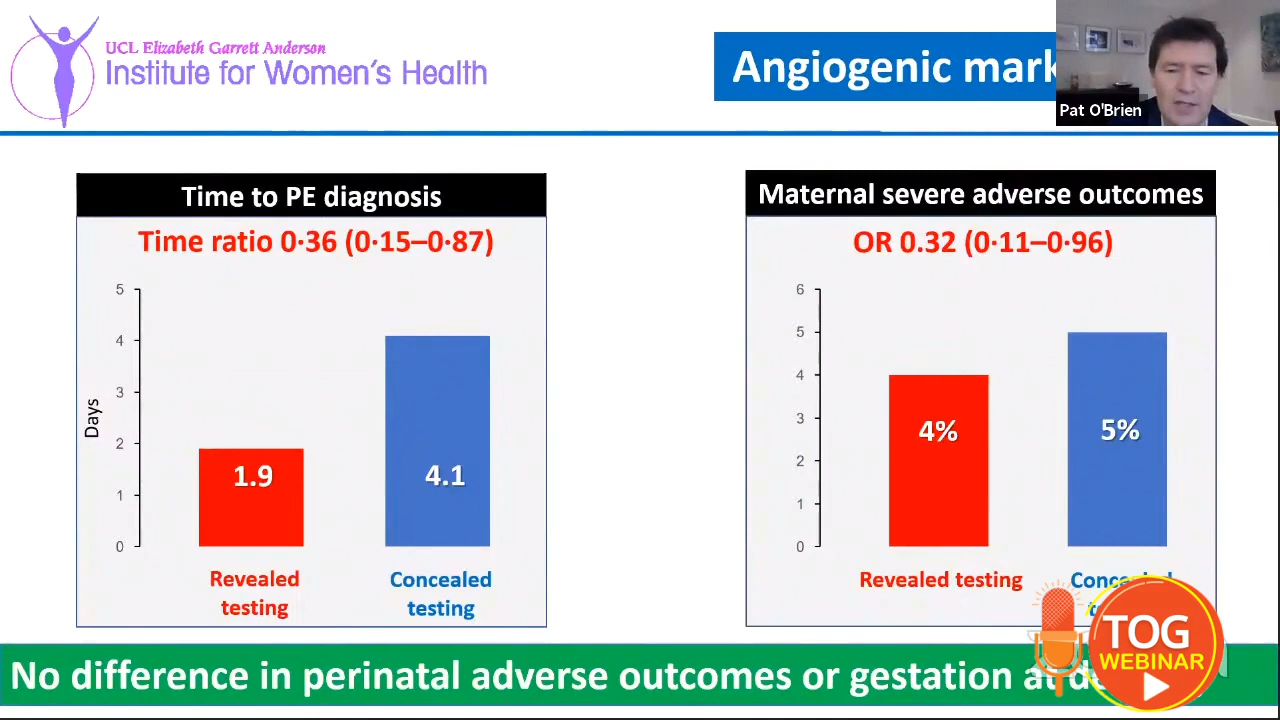 UCL Elizabeth Garrett Anderson
Institute for Women's Health
Angiogenic mark
Pat O'Brien
Time to PE diagnosis
Time ratio 0·36 (0·15–0·87)
5
4
3
2
1
0
Days
1.9
4.1
Revealed
testing
Concealed
testing
Maternal severe adverse outcomes
OR 0.32 (0·11–0·96)
6
5
4
3
2
1
0
4%
5%
Revealed testing
No difference in perinatal adverse outcomes or gestation at
TOG
WEBINAR